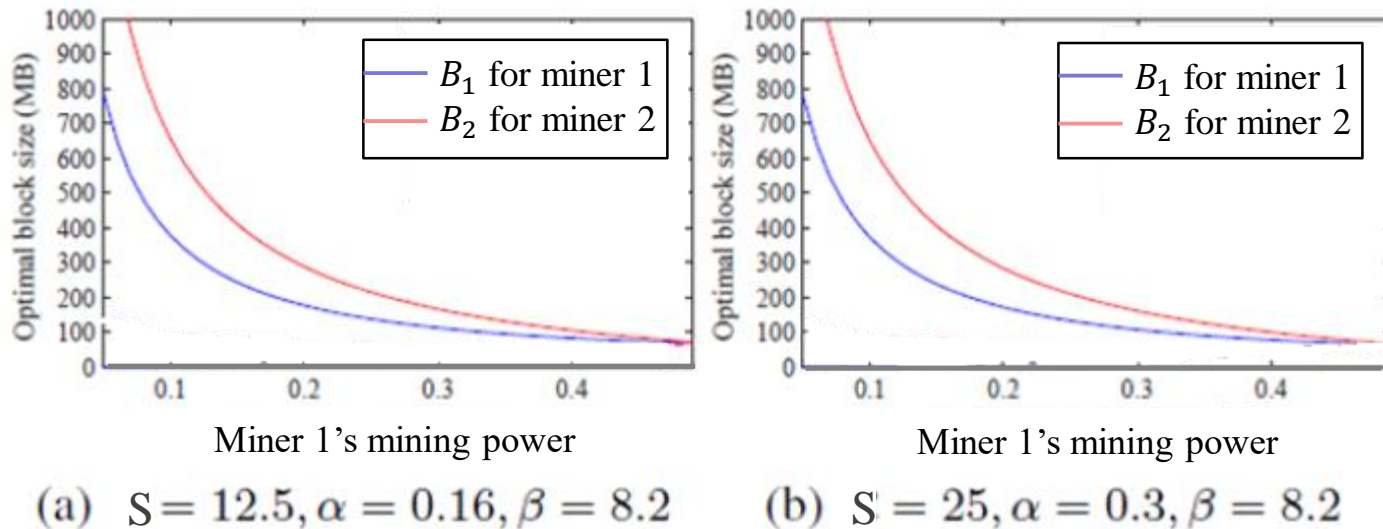 Optimal block size (MB)
1000
900
800
700
600
500
400
300
200
100
0
B₁ for miner 1
B₂ for miner 2
0.1 0.2 0.3 0.4
Miner 1’s mining power
(a) S = 12.5, α = 0.16, β = 8.2
Optimal block size (MB)
1000
900
800
700
600
500
400
300
200
100
0
B₁ for miner 1
B₂ for miner 2
0.1 0.2 0.3 0.4
Miner 1’s mining power
(b) S = 25, α = 0.3, β = 8.2